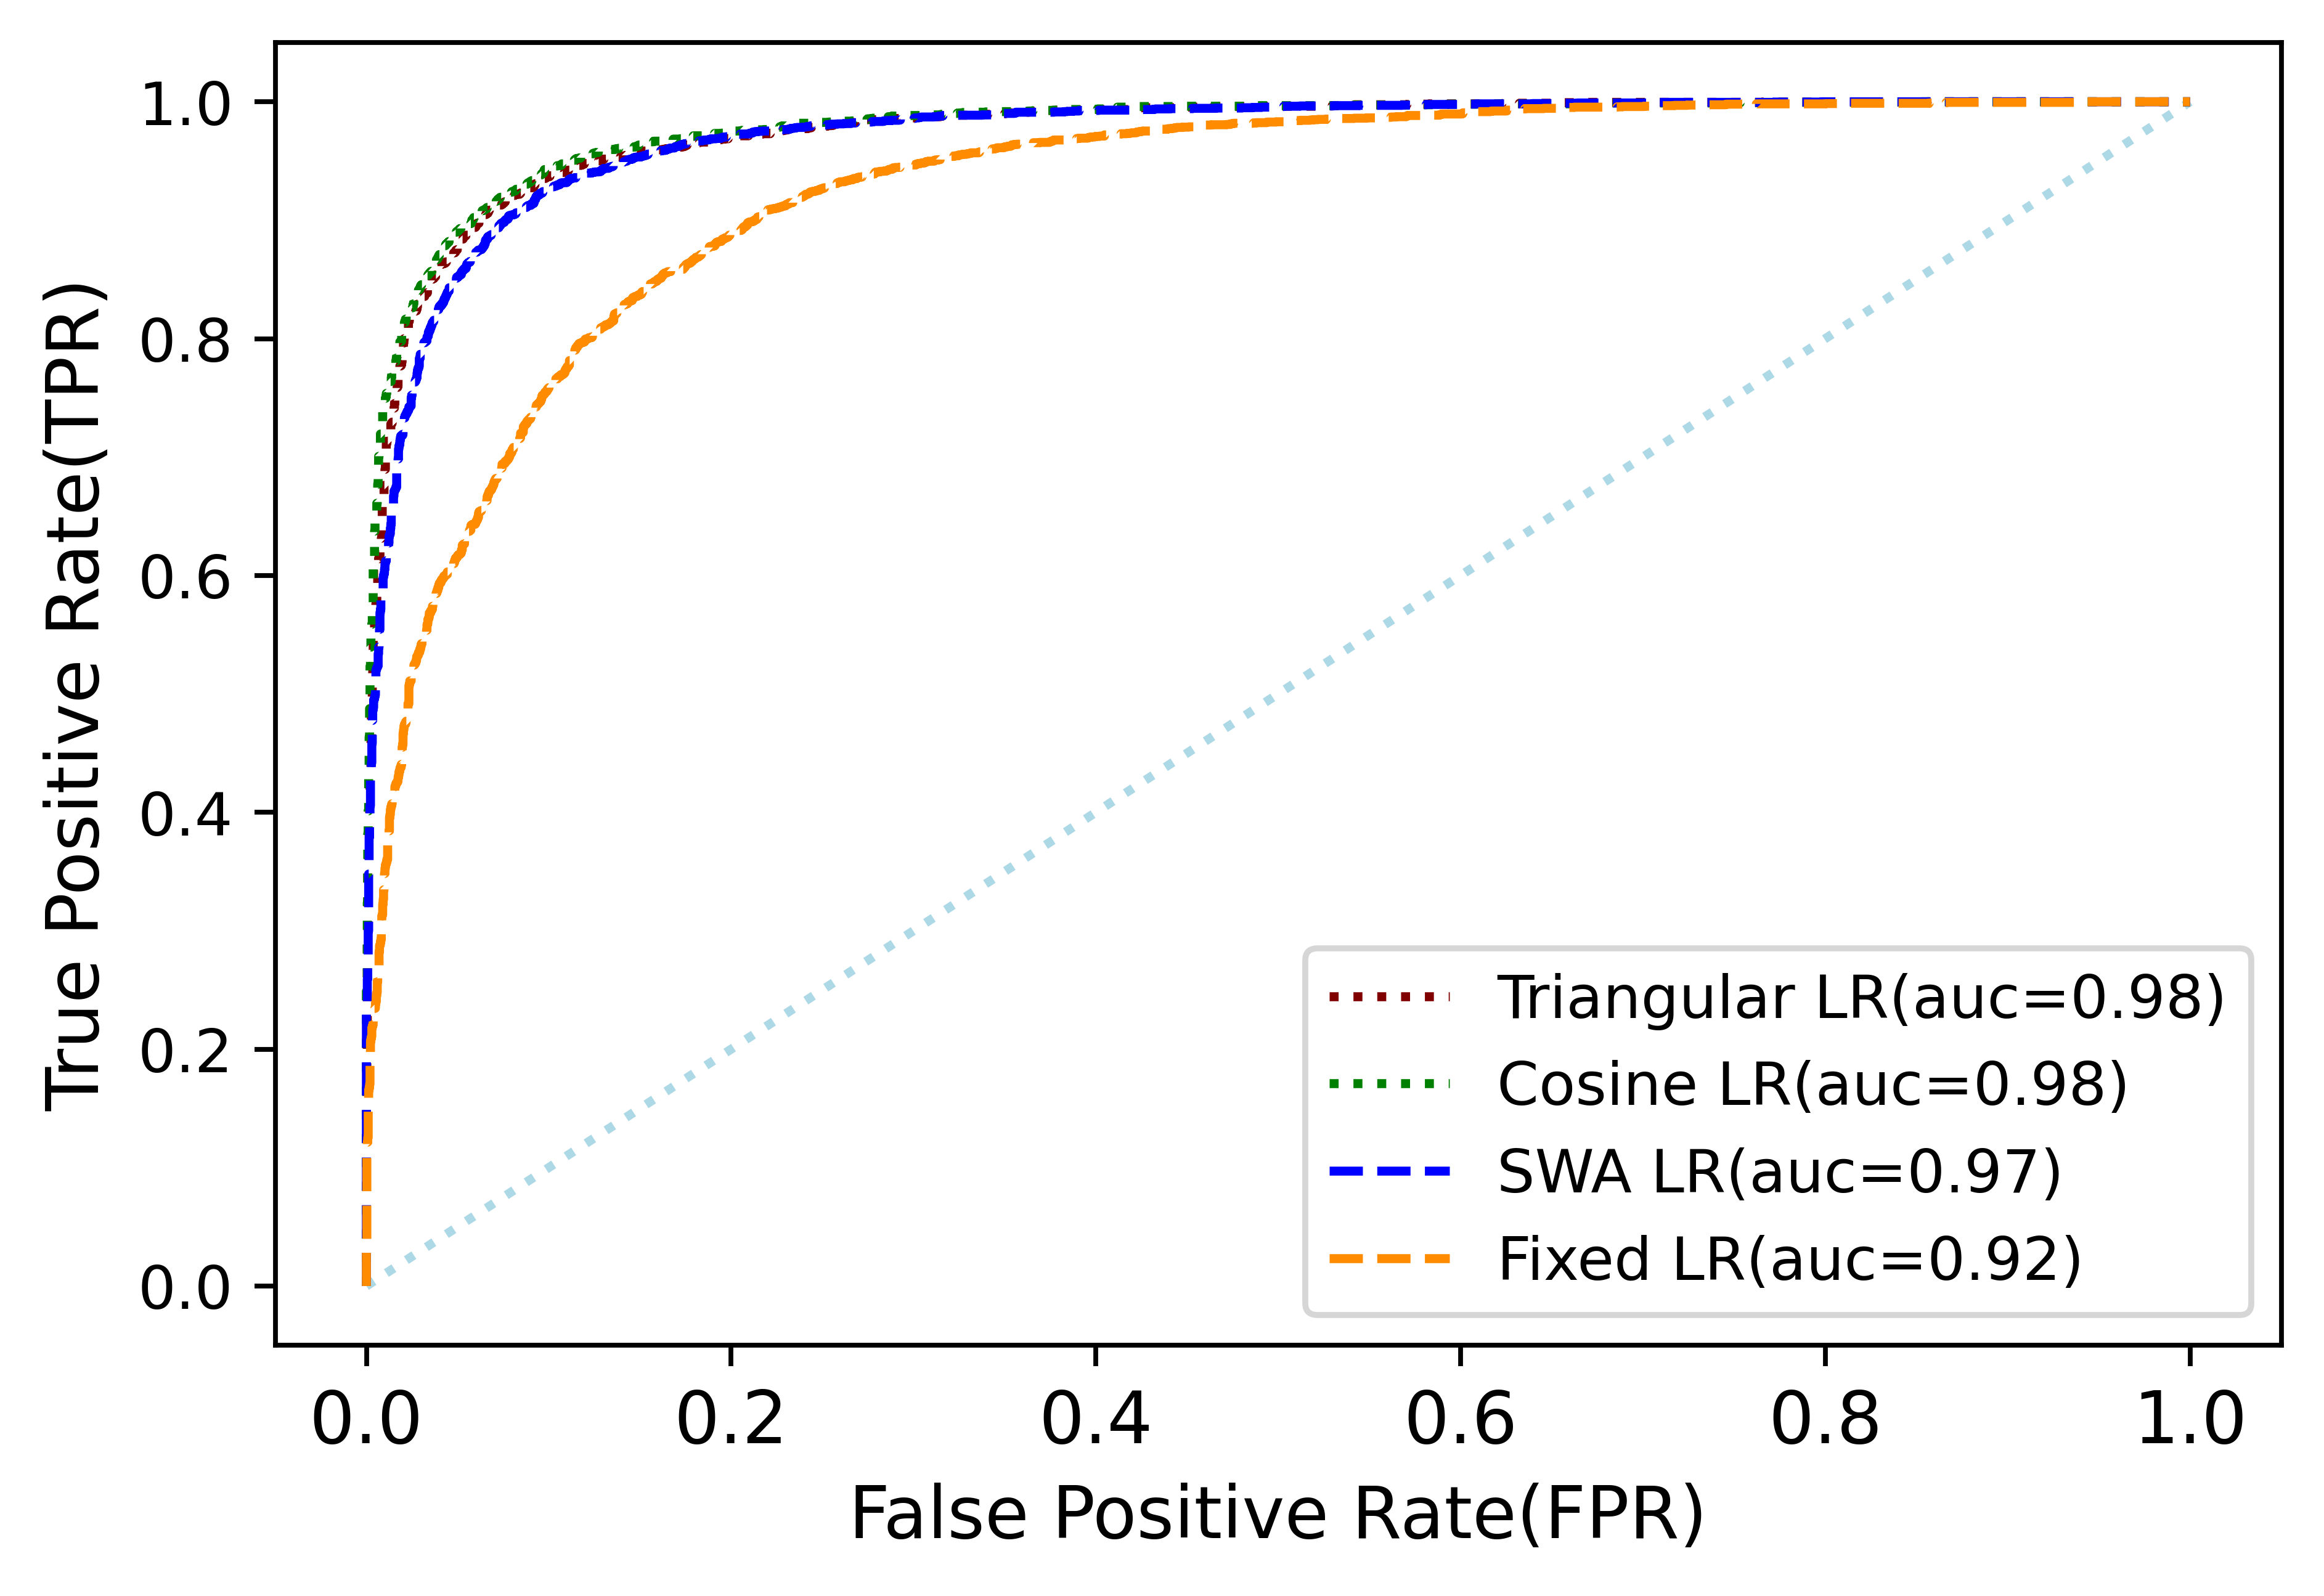 True Positive Rate(TPR)
1.0
0.8
0.6
0.4
0.2
0.0
Triangular LR(auc=0.98)
Cosine LR(auc=0.98)
SWA LR(auc=0.97)
Fixed LR(auc=0.92)
0.0 0.2 0.4 0.6 0.8 1.0
False Positive Rate(FPR)